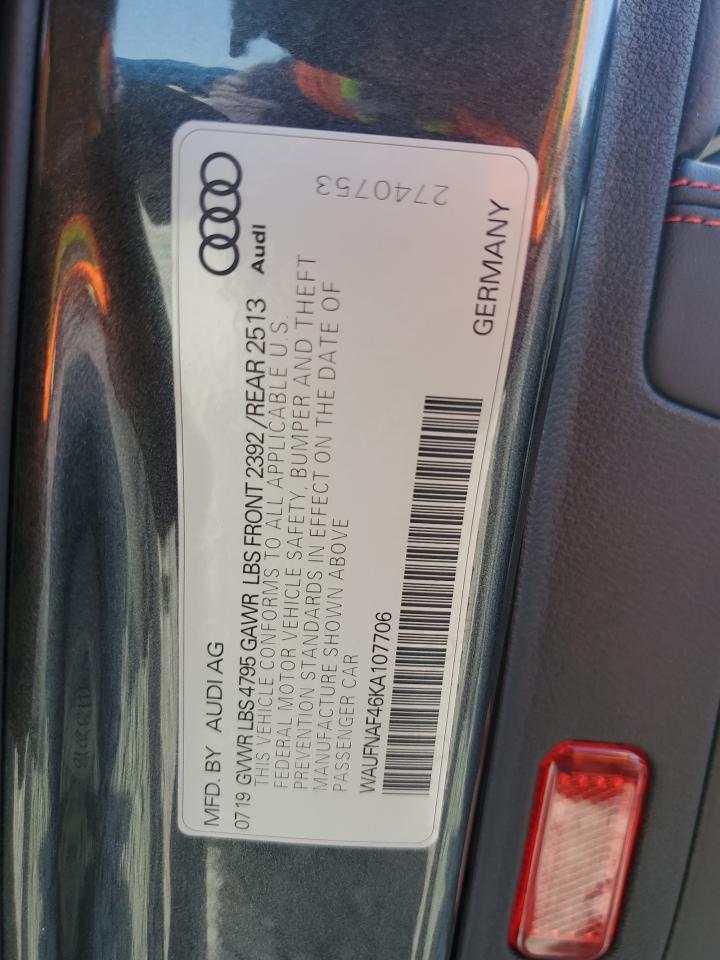 MFD. BY AUDI AG
Audi
0719 GVWR LBS 4795 GAWR LBS FRONT 2392 /REAR 2513
THIS VEHICLE CONFORMS TO ALL APPLICABLE U.S.
FEDERAL MOTOR VEHICLE SAFETY, BUMPER AND THEFT
PREVENTION STANDARDS IN EFFECT ON THE DATE OF
MANUFACTURE SHOWN ABOVE
PASSENGER CAR
WAUFNAF46KA107706
GERMANY
2740753